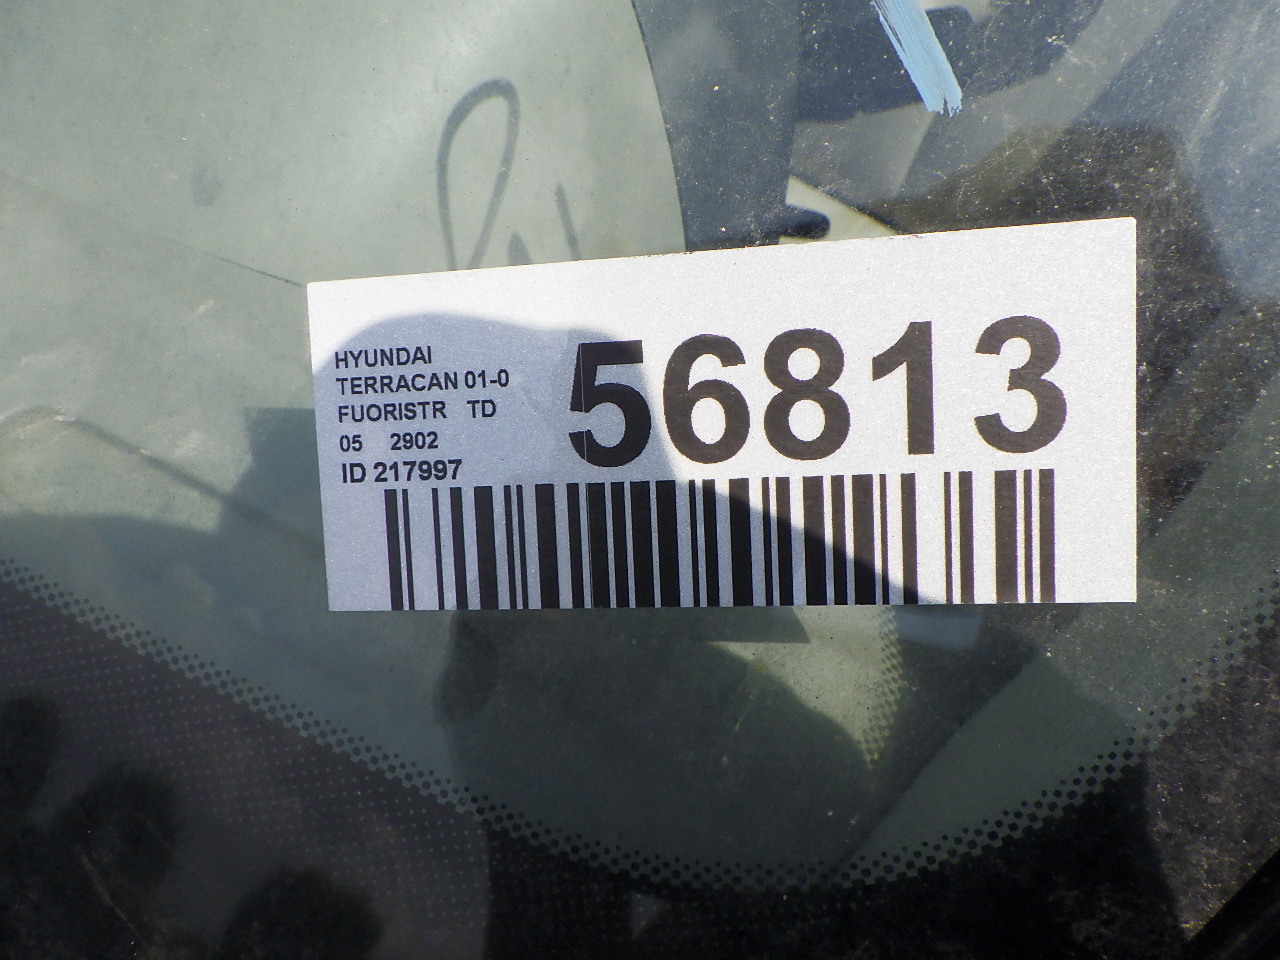 HYUNDAI
TERRACAN 01-0
FUORISTR TD
05 2902
ID 217997
56813